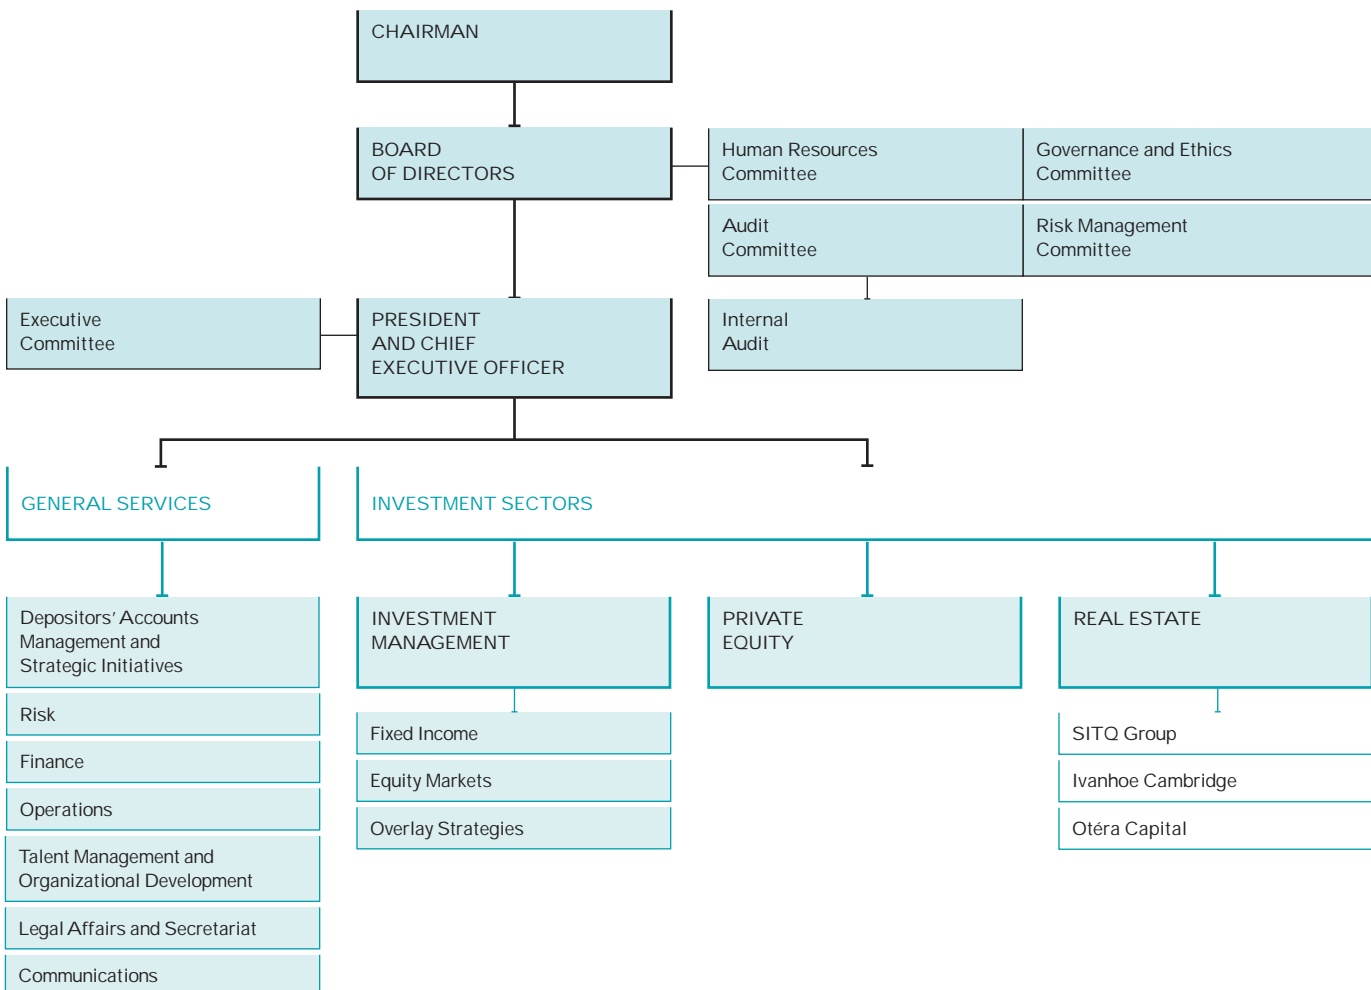 CHAIRMAN
BOARD
OF DIRECTORS
Human Resources
Committee
Governance and Ethics
Committee
Audit
Committee
Risk Management
Committee
Executive
Committee
PRESIDENT
AND CHIEF
EXECUTIVE OFFICER
Internal
Audit
GENERAL SERVICES
INVESTMENT SECTORS
Depositors’ Accounts
Management and
Strategic Initiatives
Risk
Finance
Operations
Talent Management and
Organizational Development
Legal Affairs and Secretariat
Communications
INVESTMENT
MANAGEMENT
Fixed Income
Equity Markets
Overlay Strategies
PRIVATE
EQUITY
REAL ESTATE
SITQ Group
Ivanhoe Cambridge
Otéra Capital